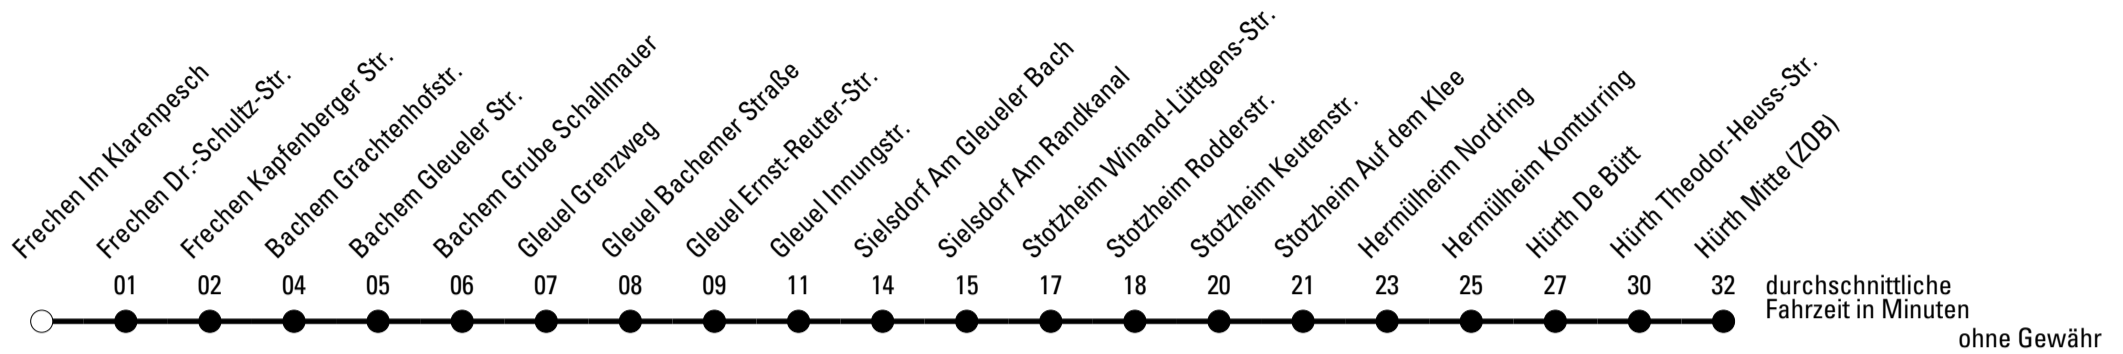 Frechen Im Klarenpesch
Frechen Dr.-Schultz-Str.
Frechen Kapfenberger Str.
Bachem Grachtenhofstr.
Bachem Gleueler Str.
Bachem Grube Schallmauer
Gleuel Grenzweg
Gleuel Bachemer Straße
Gleuel Ernst-Reuter-Str.
Gleuel Innungstr.
Sielsdorf Am Gleueler Bach
Sielsdorf Am Randkanal
Stotzheim Winand-Lüttgens-Str.
Stotzheim Rodderstr.
Stotzheim Keutenstr.
Stotzheim Auf dem Klee
Hermülheim Nordring
Hermülheim Komturring
Hürth De Bütt
Hürth Theodor-Heuss-Str.
Hürth Mitte (ZOB)
01 02 04 05 06 07 08 09 11 14 15 17 18 20 21 23 25 27 30 32 durchschnittliche
Fahrzeit in Minuten
ohne Gewähr